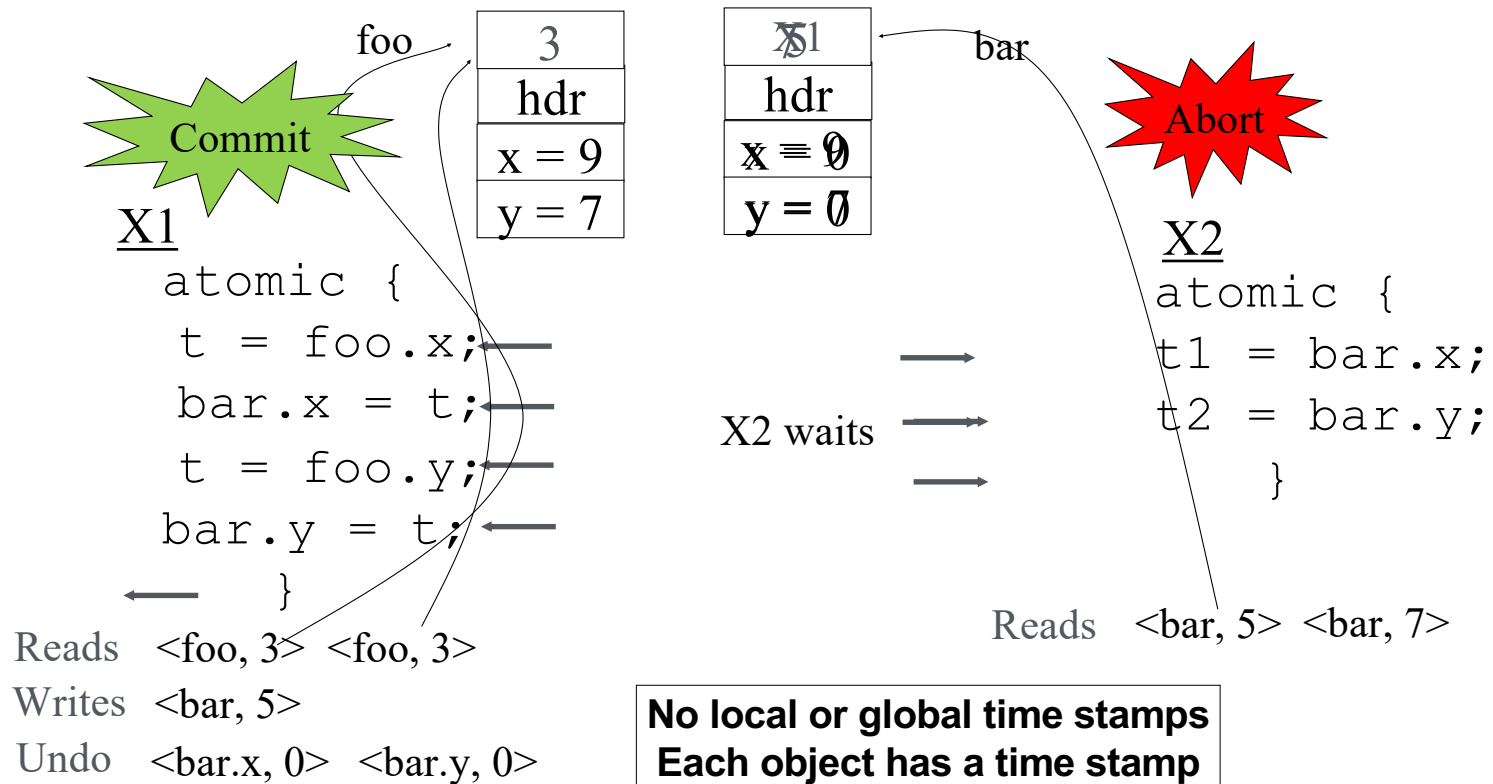 foo
3
hdr
x = 9
y = 7
hdr
bar
Commit
Abort
X1
atomic {
t = foo.x;
bar.x = t;
t = foo.y;
bar.y = t;
}
X2 waits
X2
atomic {
t1 = bar.x;
t2 = bar.y;
}
Reads <foo, 3> <foo, 3>
Writes <bar, 5>
Undo <bar.x, 0> <bar.y, 0>
Reads <bar, 5> <bar, 7>
No local or global time stamps
Each object has a time stamp